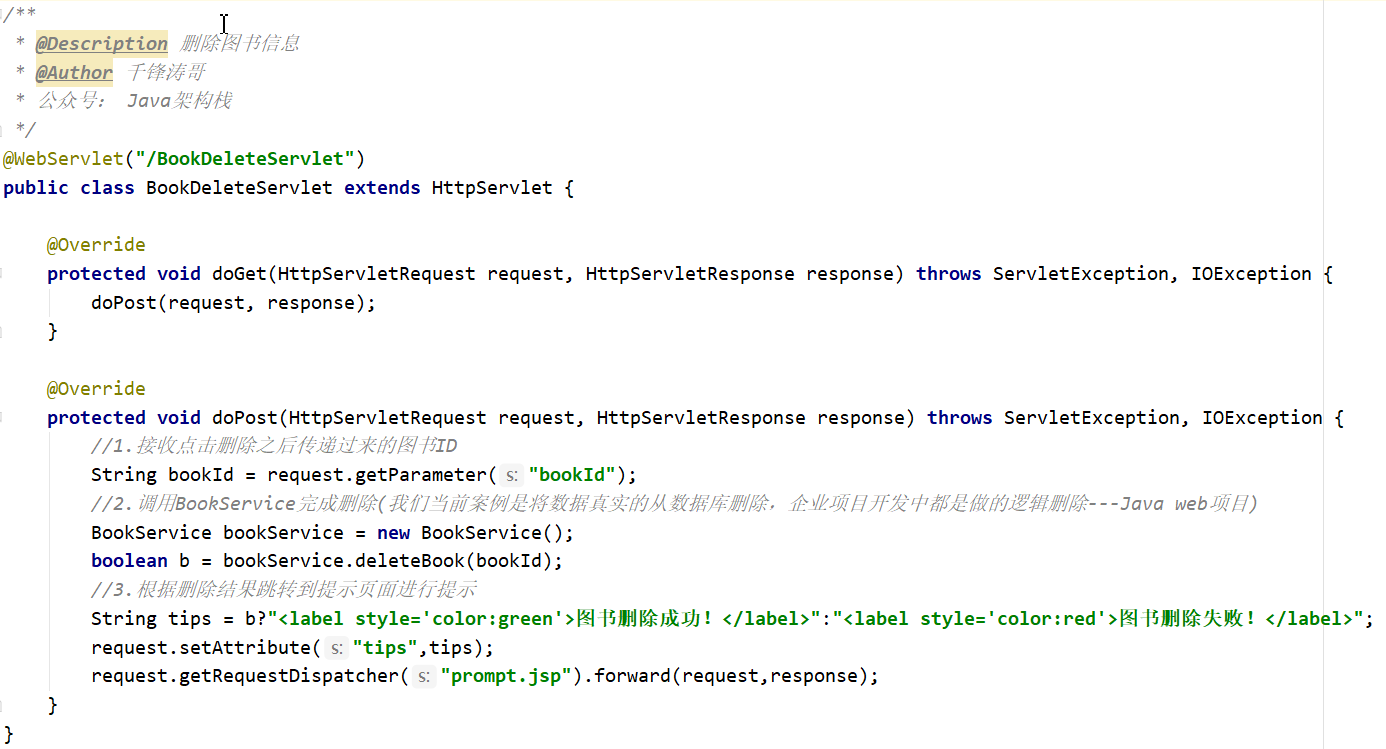 /**
 * @Description 删除图书信息
 * @Author 千锋涛哥
 * 公众号： Java架构栈
 */
@WebServlet("/BookDeleteServlet")
public class BookDeleteServlet extends HttpServlet {
    @Override
    protected void doGet(HttpServletRequest request, HttpServletResponse response) throws ServletException, IOException {
        doPost(request, response);
    }
    @Override
    protected void doPost(HttpServletRequest request, HttpServletResponse response) throws ServletException, IOException {
        //1.接收点击删除之后传递过来的图书ID
        String bookId = request.getParameter( s: "bookId");
        //2.调用BookService完成删除(我们当前案例是将数据真实的从数据库删除，企业项目开发中都是做的逻辑删除---Java web项目)
        BookService bookService = new BookService();
        boolean b = bookService.deleteBook(bookId);
        //3.根据删除结果跳转到提示页面进行提示
        String tips = b?"<label style='color:green'>图书删除成功！</label>":"<label style='color:red'>图书删除失败！</label>";
        request.setAttribute( s: "tips",tips);
        request.getRequestDispatcher( s: "prompt.jsp").forward(request,response);
    }
}